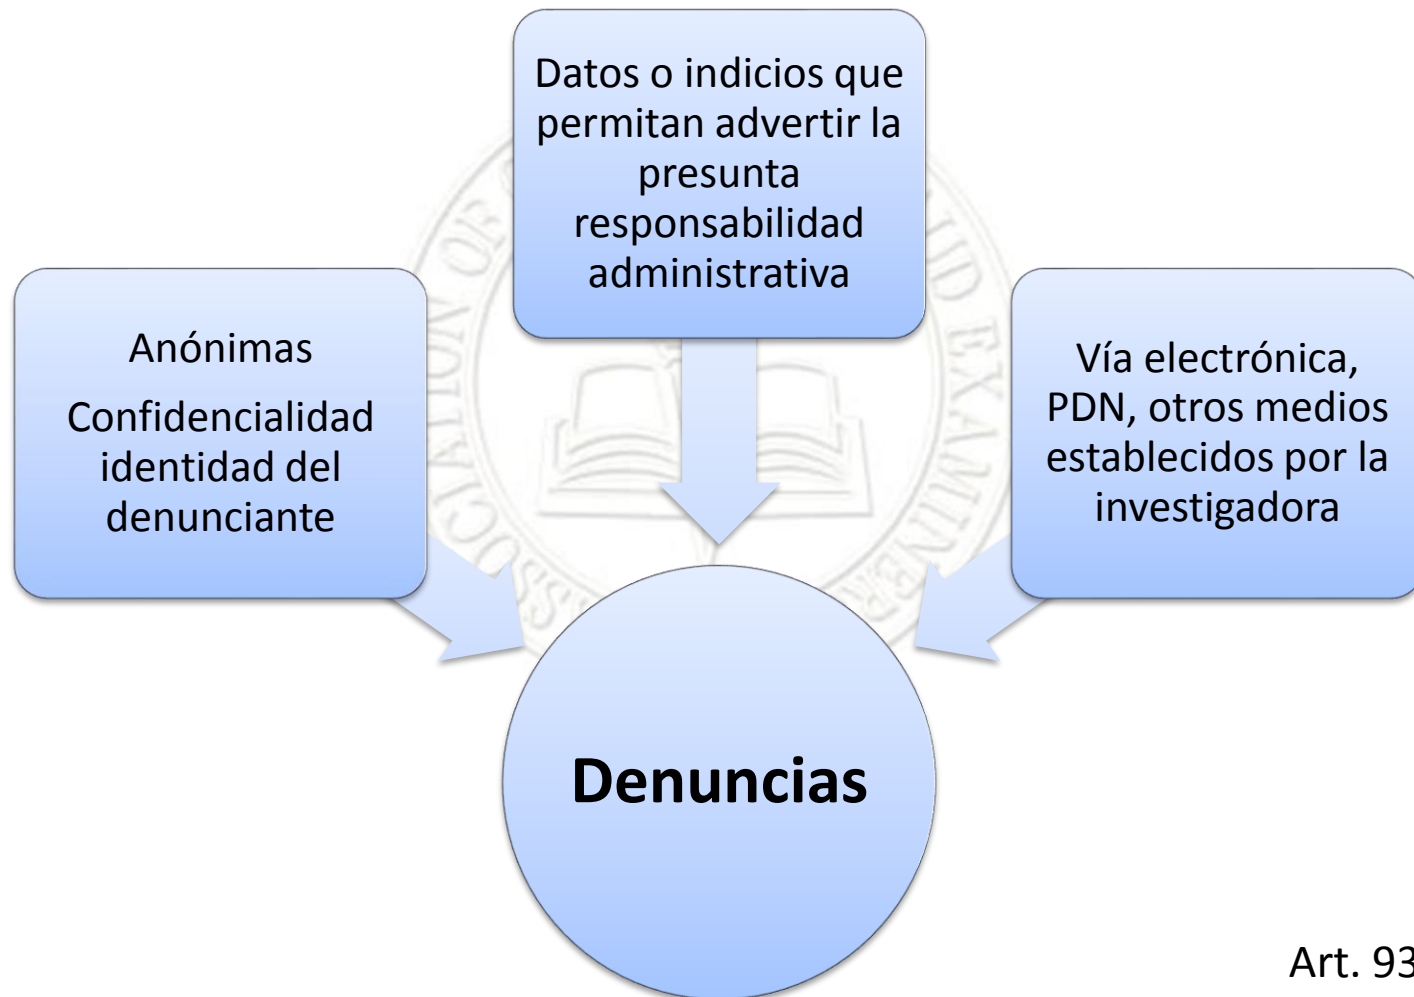 Datos o indicios que
permitan advertir la
presunta
responsabilidad
administrativa
Anónimas
Confidencialidad
identidad del
denunciante
Vía electrónica,
PDN, otros medios
establecidos por la
investigadora
Denuncias
Art. 93